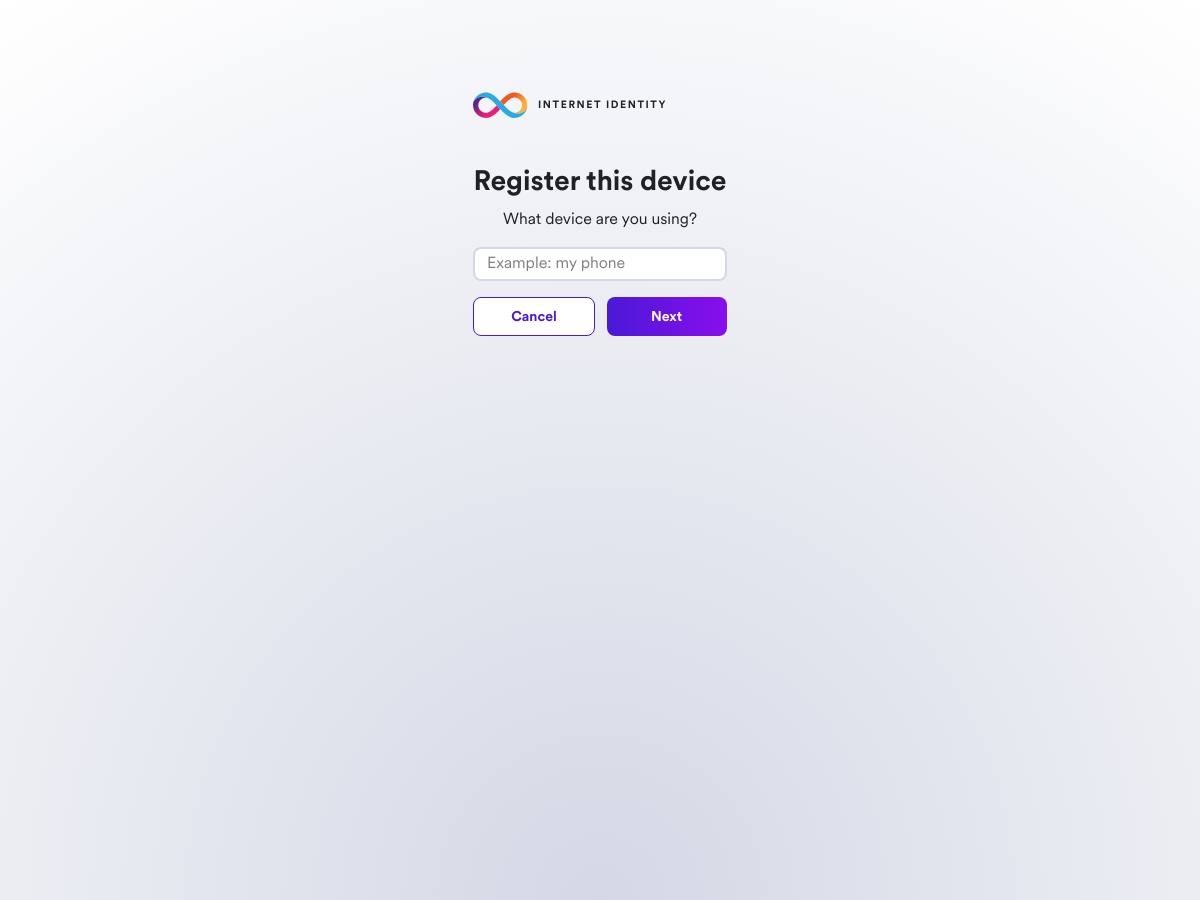 INTERNET IDENTITY
Register this device
What device are you using?
Example: my phone
Cancel
Next